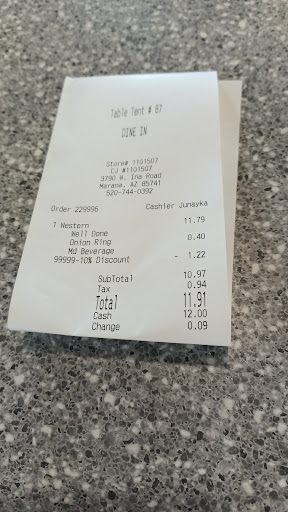 Table Tent # 87
DINE IN
Store# 1101507
CJ #1101507
3790 W. Ina Road
Marana, AZ 85741
520-744-0392
Order 229996 Cashier Junayka
1 Western 11.79
Well Done
Onion Ring 0.40
Md Beverage
99999-10% Discount - 1.22
SubTotal 10.97
Tax 0.94
Total 11.91
Cash 12.00
Change 0.09